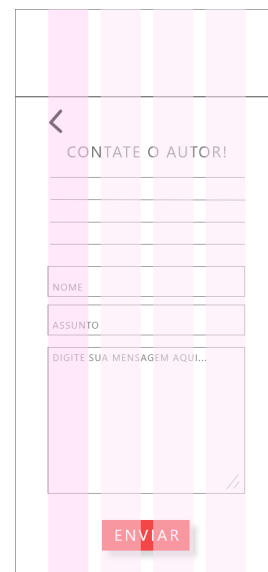 CONTATE O AUTOR!
NOME
ASSUNTO
DIGITE SUA MENSAGEM AQUI...
ENVIAR